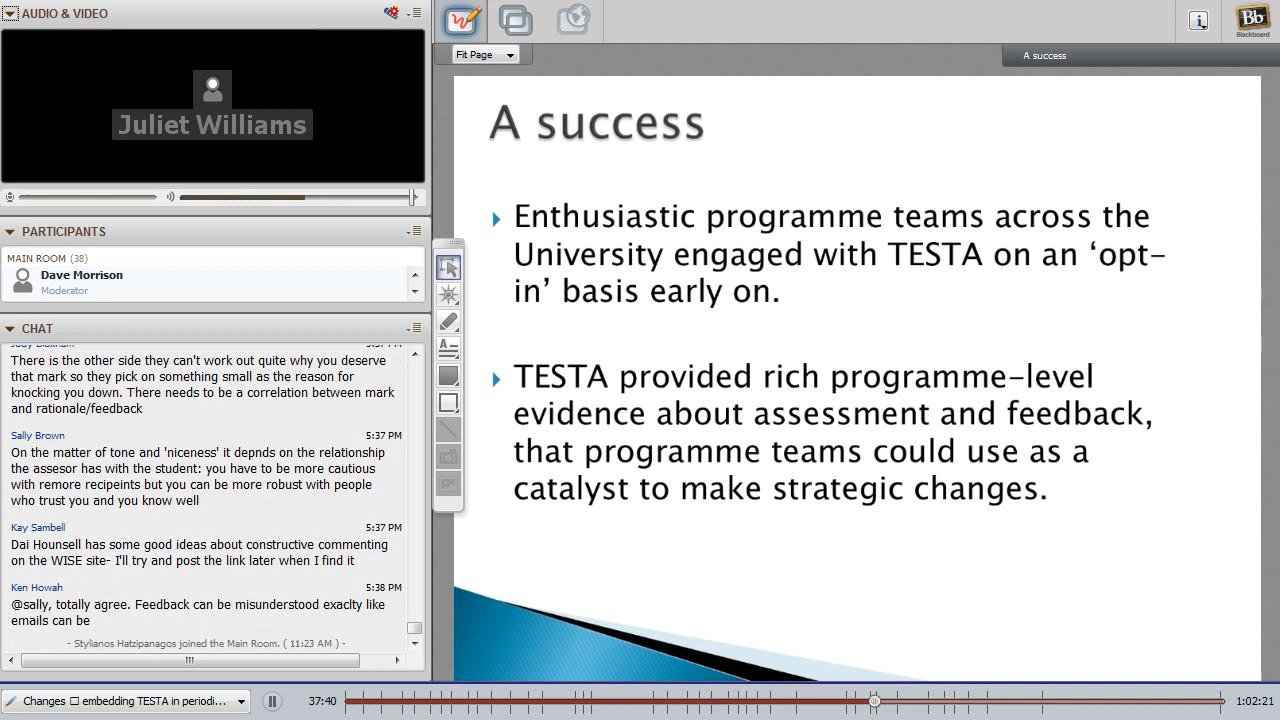 AUDIO & VIDEO
Juliet Williams
PARTICIPANTS
MAIN ROOM (38)
Dave Morrison
Moderator
CHAT
5:37 PM
There is the other side they can't work out quite why you deserve
that mark so they pick on something small as the reason for
docking you down. There needs to be a correlation between mark
and rationale/feedback
Sally Brown 5:37 PM
On the matter of tone and 'niceness' it depnds on the relationship
the assesor has with the student: you have to be more cautious
with remore recipeints but you can be more robust with people
who trust you and you know well
Kay Sambell 5:37 PM
Dai Hounsell has some good ideas about constructive commenting
on the WISE site- I'll try and post the link later when I find it
Ken Howah 5:38 PM
@sally, totally agree. Feedback can be misunderstood exaclty like
emails can be
- Stylianos Hatzipanagos joined the Main Room. ( 11:23 AM ) -
Fit Page
A success
Bb
Blackboard
A success
Enthusiastic programme teams across the
University engaged with TESTA on an ‘opt-
in’ basis early on.
TESTA provided rich programme-level
evidence about assessment and feedback,
that programme teams could use as a
catalyst to make strategic changes.
Changes □ embedding TESTA in periodi...
37:40
1:02:21